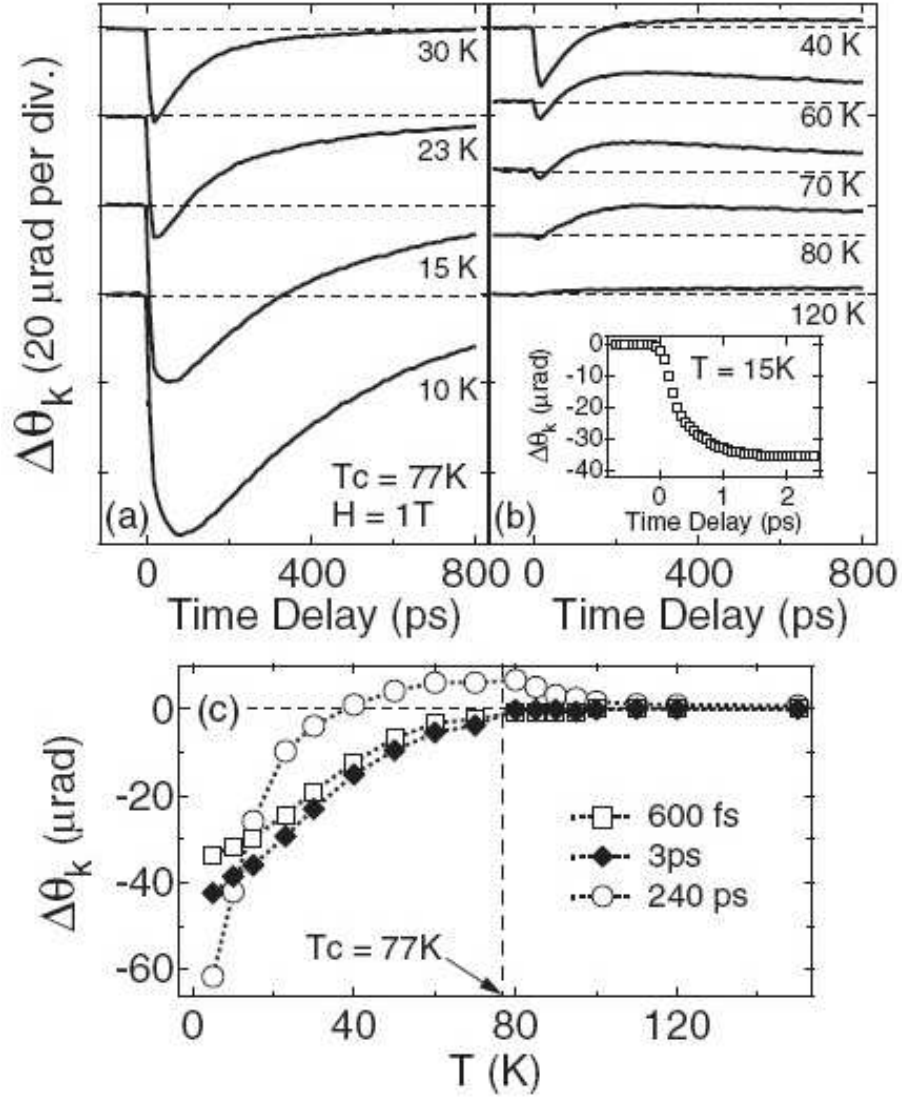 Δθk (20 μrad per div.)
30 K
23 K
15 K
10 K
Tc = 77K
H = 1T
(a)
40 K
60 K
70 K
80 K
120 K
0
-10
-20
-30
-40
Δθk (μrad)
T = 15K
0 1 2
Time Delay (ps)
(b)
0 400 800
Time Delay (ps)
0 400 800
Time Delay (ps)
(c)
0
-20
-40
-60
Δθk (μrad)
600 fs
3ps
240 ps
Tc = 77K
0 40 80 120
T (K)